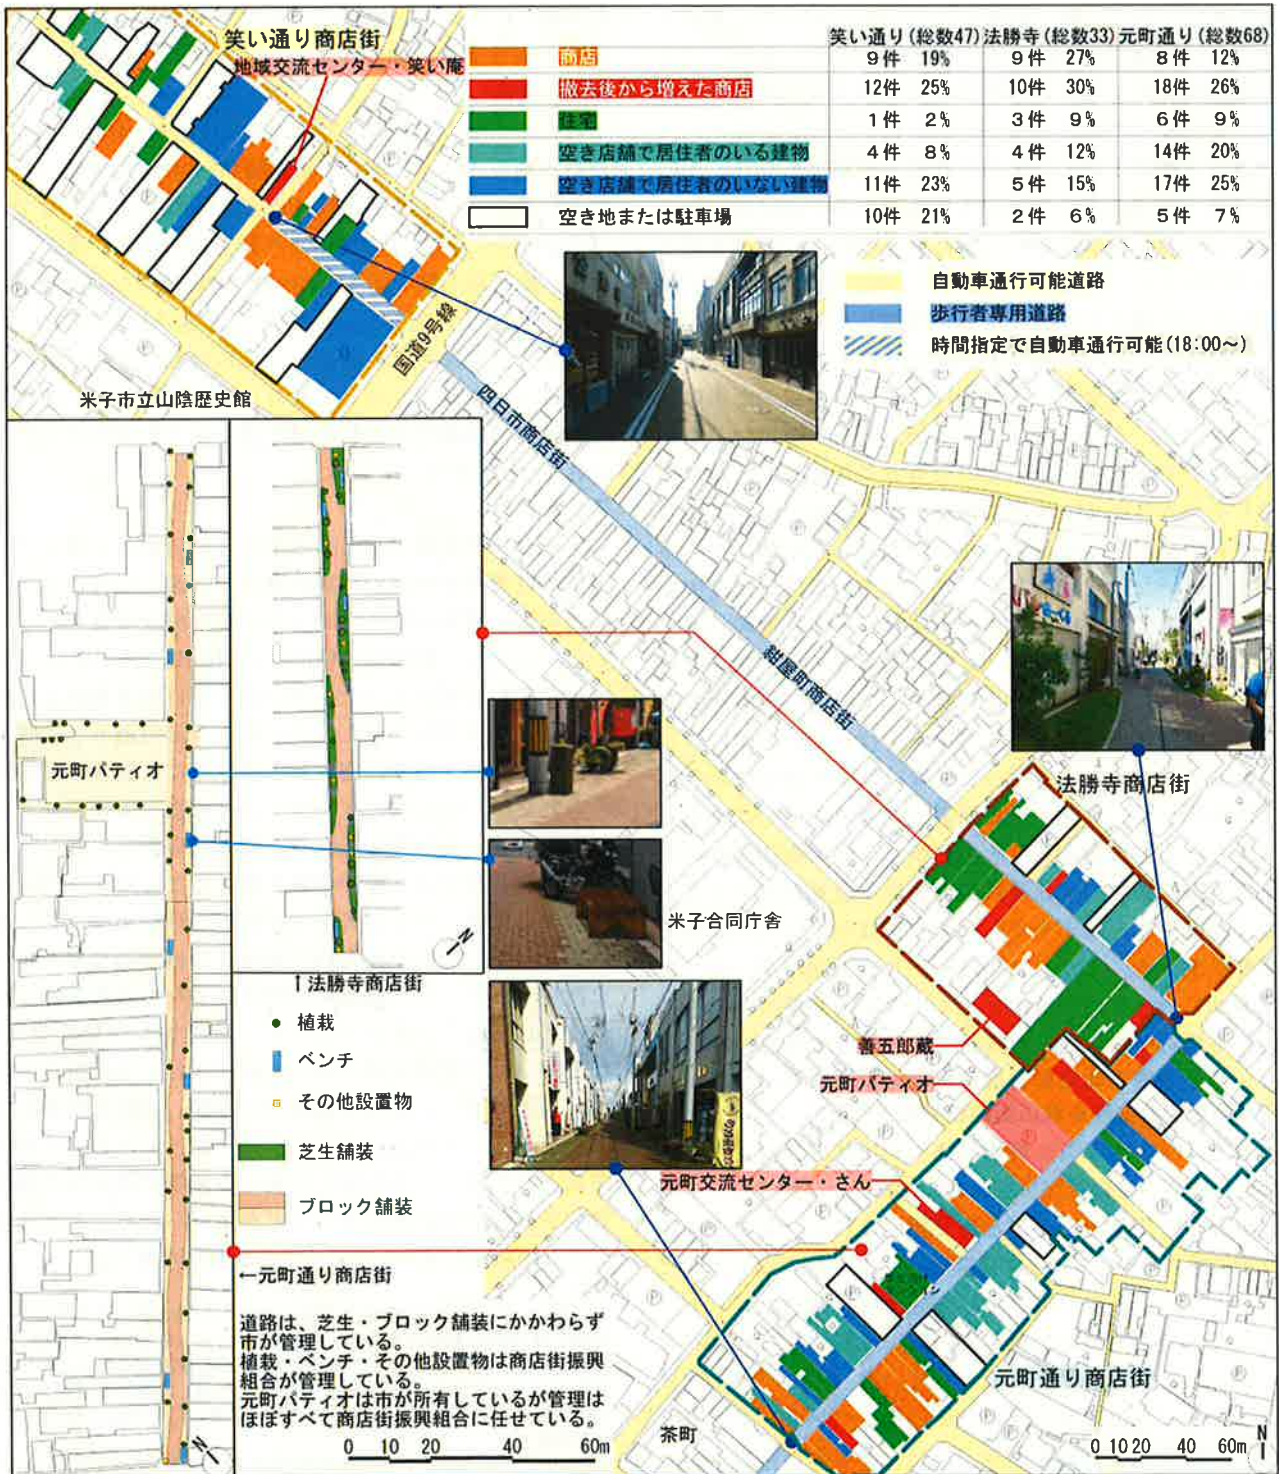 笑い通り商店街
地域交流センター・笑い庵
笑い通り(総数47) 法勝寺(総数33) 元町通り(総数68)
商店 9件 19% 9件 27% 8件 12%
撤去後から増えた商店 12件 25% 10件 30% 18件 26%
住宅 1件 2% 3件 9% 6件 9%
空き店舗で居住者のいる建物 4件 8% 4件 12% 14件 20%
空き店舗で居住者のいない建物 11件 23% 5件 15% 17件 25%
空き地または駐車場 10件 21% 2件 6% 5件 7%
自動車通行可能道路
歩行者専用道路
時間指定で自動車通行可能(18:00~)
国道9号線
米子市立山陰歴史館
四日市商店街
紺屋町商店街
元町パティオ
法勝寺商店街
米子合同庁舎
N
↑法勝寺商店街
植栽
ベンチ
その他設置物
芝生舗装
ブロック舗装
善五郎蔵
元町パティオ
元町交流センター・さん
←元町通り商店街
道路は、芝生・ブロック舗装にかかわらず
市が管理している。
植栽・ベンチ・その他設置物は商店街振興
組合が管理している。
元町パティオは市が所有しているが管理は
ほぼすべて商店街振興組合に任せている。
元町通り商店街
茶町
N
0 10 20 40 60m
0 10 20 40 60m
N